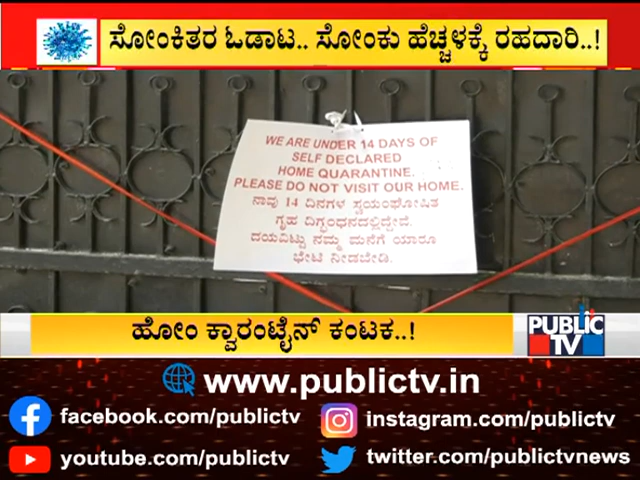 ಸೋಂಕಿತರ ಓಡಾಟ.. ಸೋಂಕು ಹೆಚ್ಚಳಕ್ಕೆ ರಹದಾರಿ..!
WE ARE UNDER 14 DAYS OF
SELF DECLARED
HOME QUARANTINE.
PLEASE DO NOT VISIT OUR HOME.
ನಾವು 14 ದಿನಗಳ ಸ್ವಯಂಘೋಷಿತ
ಗೃಹ ದಿಗ್ಬಂಧನದಲ್ಲಿದ್ದೇವೆ.
ದಯವಿಟ್ಟು ನಮ್ಮ ಮನೆಗೆ ಯಾರೂ
ಭೇಟಿ ನೀಡಬೇಡಿ.
ಹೋಂ ಕ್ವಾರಂಟೈನ್ ಕಂಟಕ..!
PUBLIC
TV
www.publictv.in
facebook.com/publictv
instagram.com/publictv
youtube.com/publictv
twitter.com/publictvnews